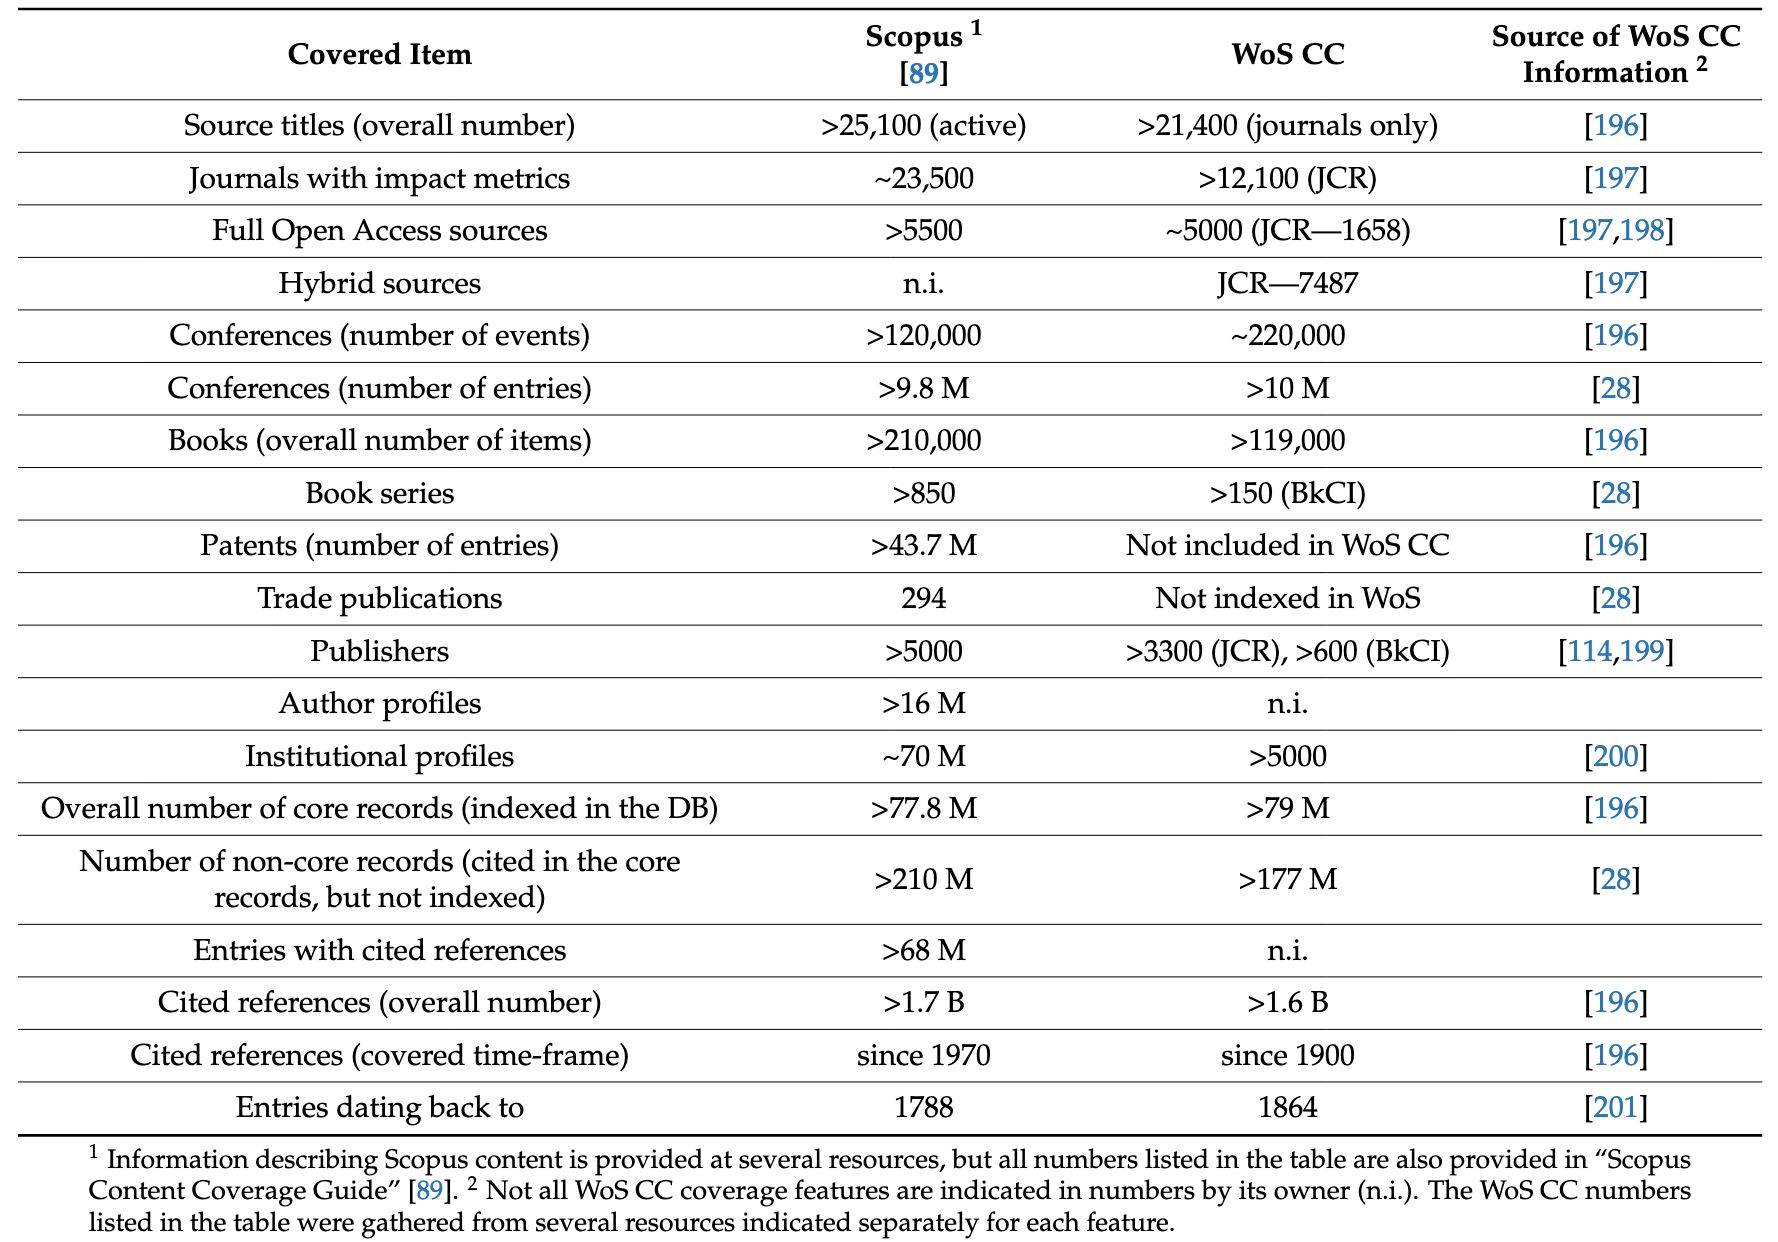 Covered Item Scopus 1 [89] WoS CC Source of WoS CC Information 2
Source titles (overall number) >25,100 (active) >21,400 (journals only) [196]
Journals with impact metrics ~23,500 >12,100 (JCR) [197]
Full Open Access sources >5500 ~5000 (JCR—1658) [197,198]
Hybrid sources n.i. JCR—7487 [197]
Conferences (number of events) >120,000 ~220,000 [196]
Conferences (number of entries) >9.8 M >10 M [28]
Books (overall number of items) >210,000 >119,000 [196]
Book series >850 >150 (BkCI) [28]
Patents (number of entries) >43.7 M Not included in WoS CC [196]
Trade publications 294 Not indexed in WoS [28]
Publishers >5000 >3300 (JCR), >600 (BkCI) [114,199]
Author profiles >16 M n.i.
Institutional profiles ~70 M >5000 [200]
Overall number of core records (indexed in the DB) >77.8 M >79 M [196]
Number of non-core records (cited in the core
records, but not indexed) >210 M >177 M [28]
Entries with cited references >68 M n.i.
Cited references (overall number) >1.7 B >1.6 B [196]
Cited references (covered time-frame) since 1970 since 1900 [196]
Entries dating back to 1788 1864 [201]
1 Information describing Scopus content is provided at several resources, but all numbers listed in the table are also provided in “Scopus
Content Coverage Guide” [89]. 2 Not all WoS CC coverage features are indicated in numbers by its owner (n.i.). The WoS CC numbers
listed in the table were gathered from several resources indicated separately for each feature.